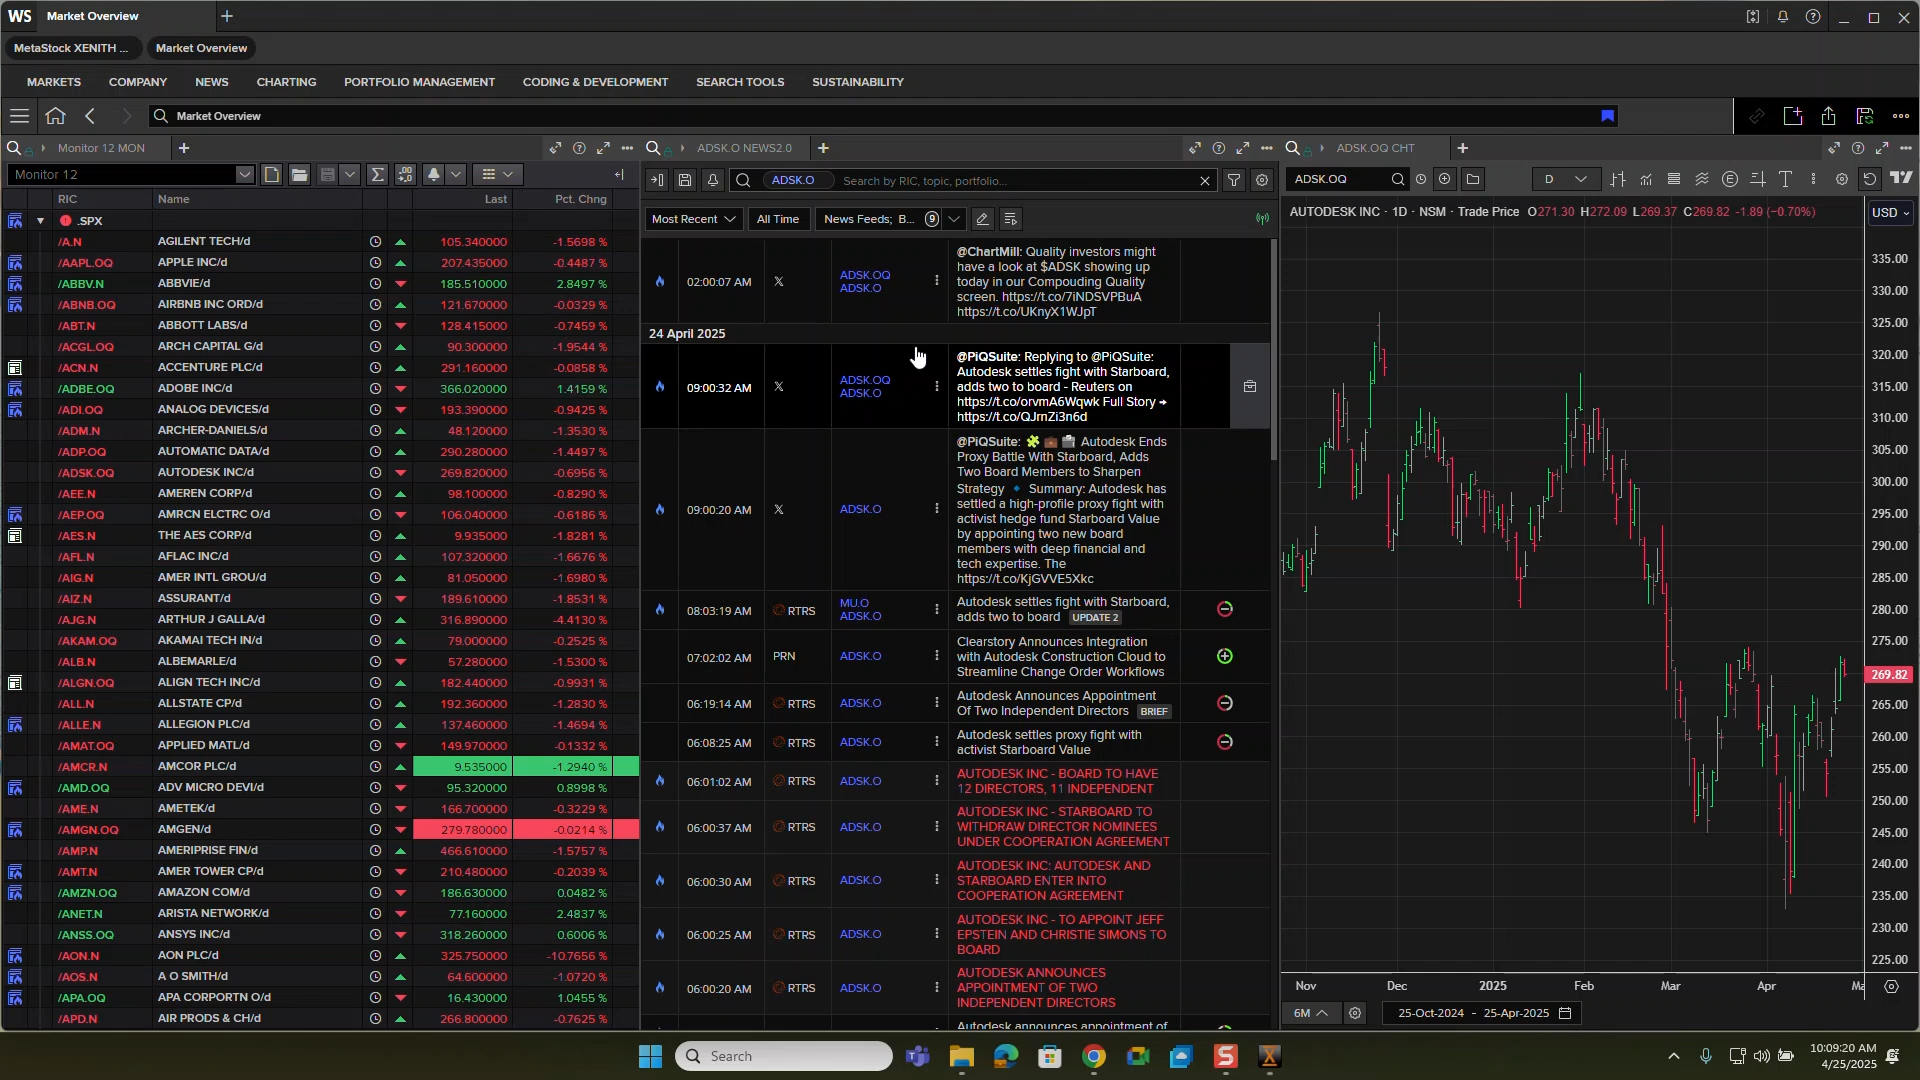 WS Market Overview
MetaStock XENITH ... Market Overview
MARKETS COMPANY NEWS CHARTING PORTFOLIO MANAGEMENT CODING & DEVELOPMENT SEARCH TOOLS SUSTAINABILITY
Market Overview
Monitor 12 MON
Monitor 12
RIC Name Last Pct. Chng
.SPX
/A.N AGILENT TECH/d 105.340000 -1.5698 %
/AAPL.OQ APPLE INC/d 207.435000 -0.4487 %
/ABBV.N ABBVIE/d 185.510000 2.8497 %
/ABNB.OQ AIRBNB INC ORD/d 121.670000 -0.0329 %
/ABT.N ABBOTT LABS/d 128.415000 -0.7459 %
/ACGL.OQ ARCH CAPITAL G/d 90.300000 -1.9544 %
/ACN.N ACCENTURE PLC/d 291.160000 -0.0858 %
/ADBE.OQ ADOBE INC/d 366.020000 1.4159 %
/ADI.OQ ANALOG DEVICES/d 193.390000 -0.9425 %
/ADM.N ARCHER-DANIELS/d 48.120000 -1.3530 %
/ADP.OQ AUTOMATIC DATA/d 290.280000 -1.4497 %
/ADSK.OQ AUTODESK INC/d 269.820000 -0.6956 %
/AEE.N AMEREN CORP/d 98.100000 -0.8290 %
/AEP.OQ AMRCN ELCTRC O/d 106.040000 -0.6186 %
/AES.N THE AES CORP/d 9.935000 -1.8281 %
/AFL.N AFLAC INC/d 107.320000 -1.6676 %
/AIG.N AMER INTL GROU/d 81.050000 -1.6980 %
/AIZ.N ASSURANT/d 189.610000 -1.8531 %
/AJG.N ARTHUR J GALLA/d 316.890000 -4.4130 %
/AKAM.OQ AKAMAI TECH IN/d 79.000000 -0.2525 %
/ALB.N ALBEMARLE/d 57.280000 -1.5300 %
/ALGN.OQ ALIGN TECH INC/d 182.440000 -0.9931 %
/ALL.N ALLSTATE CP/d 192.360000 -1.2830 %
/ALLE.N ALLEGION PLC/d 137.460000 -1.4694 %
/AMAT.OQ APPLIED MATL/d 149.970000 -0.1332 %
/AMCR.N AMCOR PLC/d 9.535000 -1.2940 %
/AMD.OQ ADV MICRO DEVI/d 95.320000 0.8998 %
/AME.N AMETEK/d 166.700000 -0.3229 %
/AMGN.OQ AMGEN/d 279.780000 -0.0214 %
/AMP.N AMERIPRISE FIN/d 466.610000 -1.5757 %
/AMT.N AMER TOWER CP/d 210.480000 -0.2039 %
/AMZN.OQ AMAZON COM/d 186.630000 0.0482 %
/ANET.N ARISTA NETWORK/d 77.160000 2.4837 %
/ANSS.OQ ANSYS INC/d 318.260000 0.6006 %
/AON.N AON PLC/d 325.750000 -10.7656 %
/AOS.N A O SMITH/d 64.600000 -1.0720 %
/APA.OQ APA CORPORTN O/d 16.430000 1.0455 %
/APD.N AIR PRODS & CH/d 266.800000 -0.7625 %
ADSK.O NEWS2.0
ADSK.O Search by RIC, topic, portfolio...
Most Recent All Time News Feeds; B... 9
02:00:07 AM X ADSK.OQ ADSK.O
@ChartMill: Quality investors might
have a look at $ADSK showing up
today in our Compouding Quality
screen. https://t.co/7iNDSVPBuA
https://t.co/UKnyX1WJpT
24 April 2025
09:00:32 AM X ADSK.OQ ADSK.O
@PiQSuite: Replying to @PiQSuite:
Autodesk settles fight with Starboard,
adds two to board - Reuters on
https://t.co/orvmA6Wqwk Full Story →
https://t.co/QJrnZi3n6d
09:00:20 AM X ADSK.O
@PiQSuite: 🧩 💼 📇 Autodesk Ends
Proxy Battle With Starboard, Adds
Two Board Members to Sharpen
Strategy 🔹 Summary: Autodesk has
settled a high-profile proxy fight with
activist hedge fund Starboard Value
by appointing two new board
members with deep financial and
tech expertise. The
https://t.co/KjGVVE5Xkc
08:03:19 AM RTRS MU.O ADSK.O
Autodesk settles fight with Starboard,
adds two to board UPDATE 2
07:02:02 AM PRN ADSK.O
Clearstory Announces Integration
with Autodesk Construction Cloud to
Streamline Change Order Workflows
06:19:14 AM RTRS ADSK.O
Autodesk Announces Appointment
Of Two Independent Directors BRIEF
06:08:25 AM RTRS ADSK.O
Autodesk settles proxy fight with
activist Starboard Value
06:01:02 AM RTRS ADSK.O
AUTODESK INC - BOARD TO HAVE
12 DIRECTORS, 11 INDEPENDENT
06:00:37 AM RTRS ADSK.O
AUTODESK INC - STARBOARD TO
WITHDRAW DIRECTOR NOMINEES
UNDER COOPERATION AGREEMENT
06:00:30 AM RTRS ADSK.O
AUTODESK INC: AUTODESK AND
STARBOARD ENTER INTO
COOPERATION AGREEMENT
06:00:25 AM RTRS ADSK.O
AUTODESK INC - TO APPOINT JEFF
EPSTEIN AND CHRISTIE SIMONS TO
BOARD
06:00:20 AM RTRS ADSK.O
AUTODESK ANNOUNCES
APPOINTMENT OF TWO
INDEPENDENT DIRECTORS
Autodesk announces appointment of
ADSK.OQ CHT
ADSK.OQ D
AUTODESK INC · 1D · NSM · Trade Price O271.30 H272.09 L269.37 C269.82 -1.89 (-0.70%) USD
335.00
330.00
325.00
320.00
315.00
310.00
305.00
300.00
295.00
290.00
285.00
280.00
275.00
269.82
265.00
260.00
255.00
250.00
245.00
240.00
235.00
230.00
225.00
Nov Dec 2025 Feb Mar Apr Ma
6M 25-Oct-2024 - 25-Apr-2025
Search
10:09:20 AM
4/25/2025